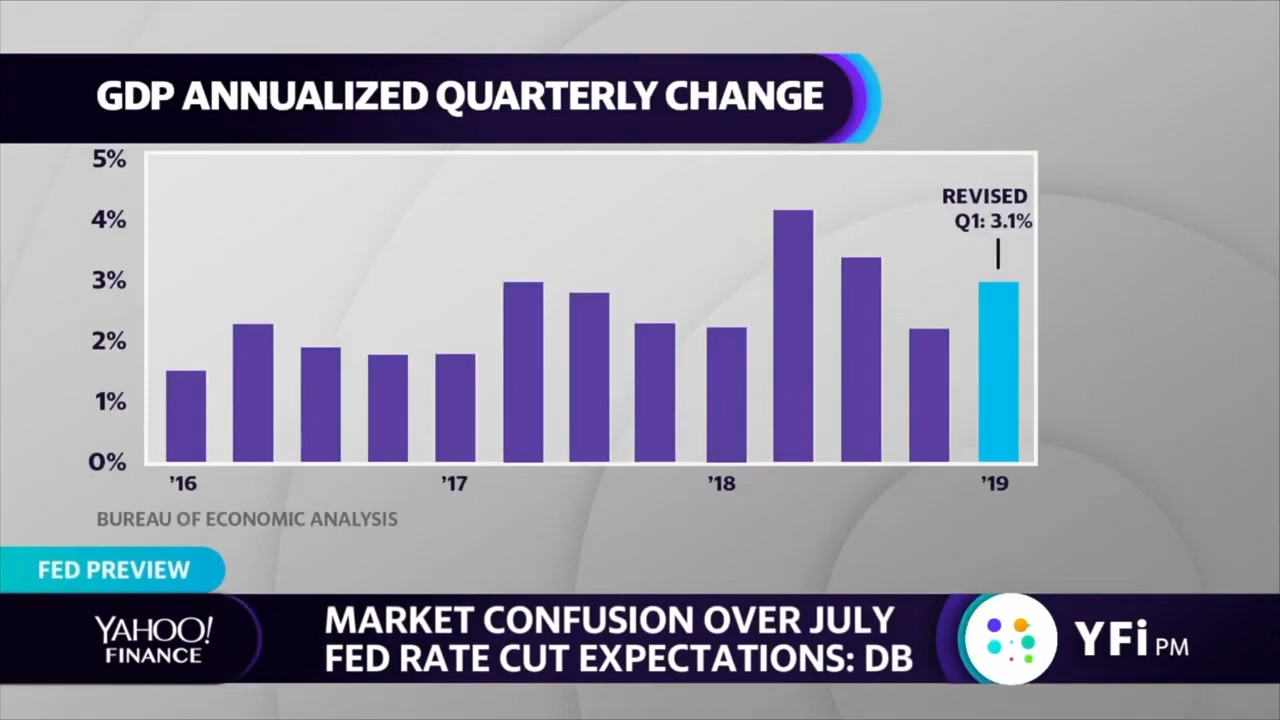 GDP ANNUALIZED QUARTERLY CHANGE
5%
4%
3%
2%
1%
0%
REVISED
Q1: 3.1%
'16
'17
'18
'19
BUREAU OF ECONOMIC ANALYSIS
FED PREVIEW
YAHOO!
FINANCE
MARKET CONFUSION OVER JULY
FED RATE CUT EXPECTATIONS: DB
YFi PM